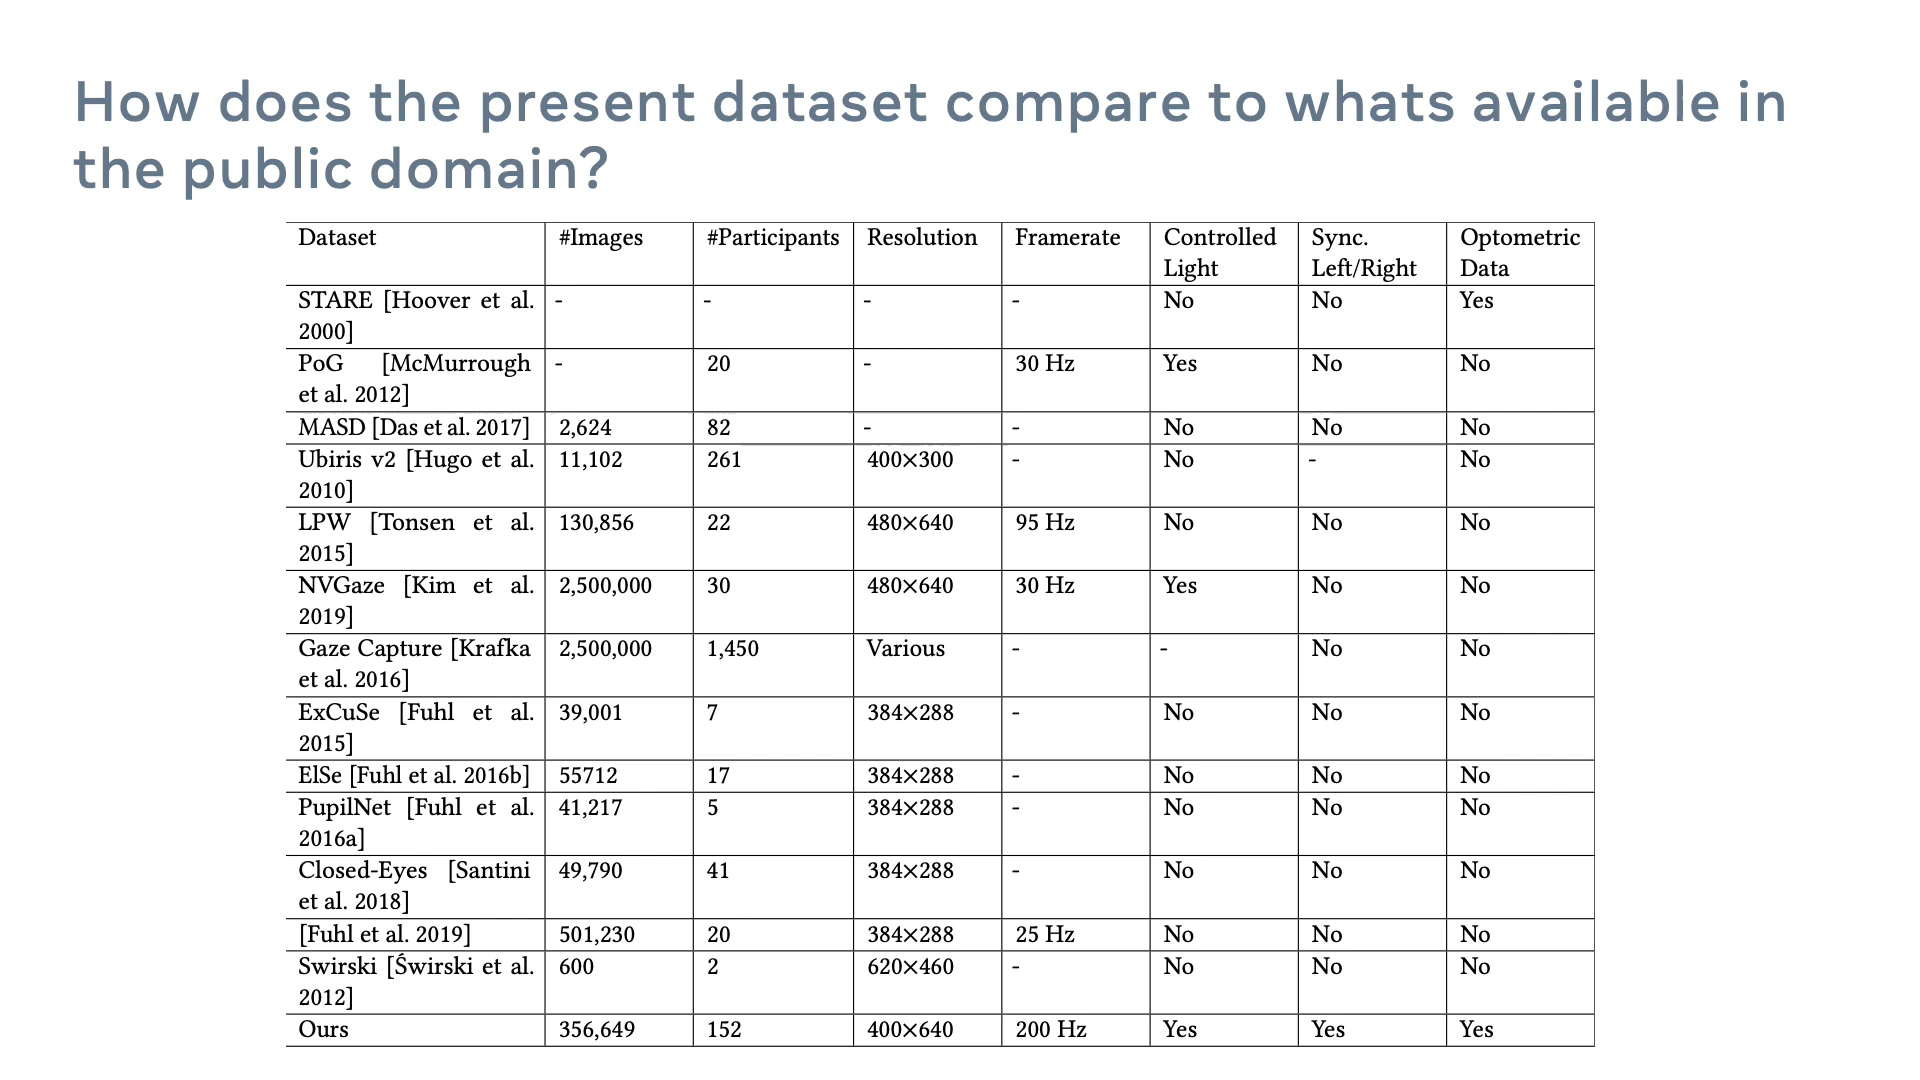 How does the present dataset compare to whats available in
the public domain?
Dataset #Images #Participants Resolution Framerate Controlled Light Sync. Left/Right Optometric Data
STARE [Hoover et al. 2000] - - - - No No Yes
PoG [McMurrough et al. 2012] - 20 - 30 Hz Yes No No
MASD [Das et al. 2017] 2,624 82 - - No No No
Ubiris v2 [Hugo et al. 2010] 11,102 261 400×300 - No - No
LPW [Tonsen et al. 2015] 130,856 22 480×640 95 Hz No No No
NVGaze [Kim et al. 2019] 2,500,000 30 480×640 30 Hz Yes No No
Gaze Capture [Krafka et al. 2016] 2,500,000 1,450 Various - - No No
ExCuSe [Fuhl et al. 2015] 39,001 7 384×288 - No No No
ElSe [Fuhl et al. 2016b] 55712 17 384×288 - No No No
PupilNet [Fuhl et al. 2016a] 41,217 5 384×288 - No No No
Closed-Eyes [Santini et al. 2018] 49,790 41 384×288 - No No No
[Fuhl et al. 2019] 501,230 20 384×288 25 Hz No No No
Swirski [Świrski et al. 2012] 600 2 620×460 - No No No
Ours 356,649 152 400×640 200 Hz Yes Yes Yes